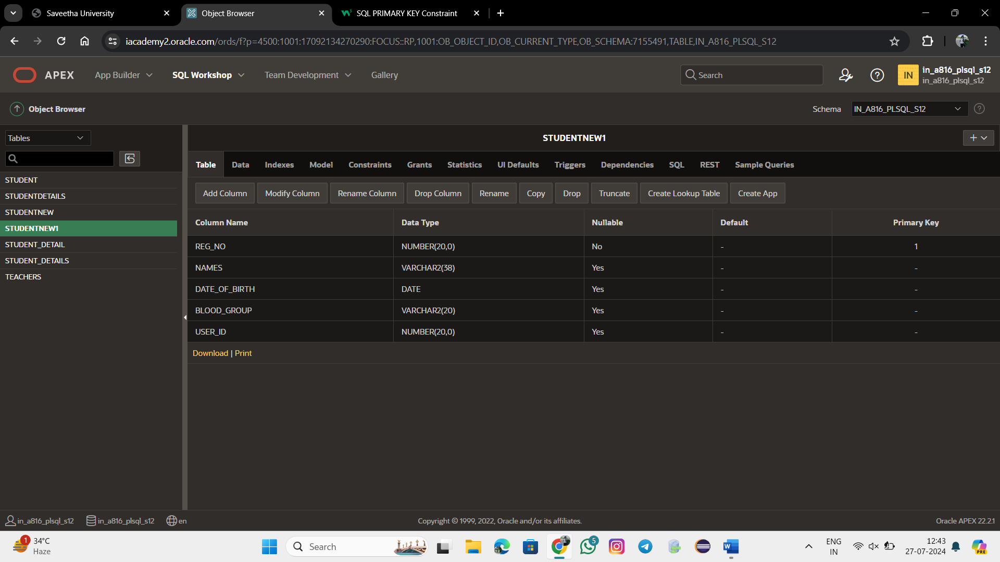 Saveetha University
Object Browser
SQL PRIMARY KEY Constraint
iacademy2.oracle.com/ords/f?p=4500:1001:17092134270290:FOCUS::RP,1001:OB_OBJECT_ID,OB_CURRENT_TYPE,OB_SCHEMA:7155491,TABLE,IN_A816_PLSQL_S12
APEX App Builder SQL Workshop Team Development Gallery Search IN in_a816_plsql_s12
in_a816_plsql_s12
Object Browser Schema IN_A816_PLSQL_S12
Tables
STUDENT
STUDENTDETAILS
STUDENTNEW
STUDENTNEW1
STUDENT_DETAIL
STUDENT_DETAILS
TEACHERS
STUDENTNEW1
Table Data Indexes Model Constraints Grants Statistics UI Defaults Triggers Dependencies SQL REST Sample Queries
Add Column Modify Column Rename Column Drop Column Rename Copy Drop Truncate Create Lookup Table Create App
Column Name Data Type Nullable Default Primary Key
REG_NO NUMBER(20,0) No - 1
NAMES VARCHAR2(38) Yes - -
DATE_OF_BIRTH DATE Yes - -
BLOOD_GROUP VARCHAR2(20) Yes - -
USER_ID NUMBER(20,0) Yes - -
Download | Print
in_a816_plsql_s12 in_a816_plsql_s12 en Copyright © 1999, 2022, Oracle and/or its affiliates. Oracle APEX 22.2.1
1 34°C
Haze
Search
5
ENG
IN
12:43
27-07-2024
PRE